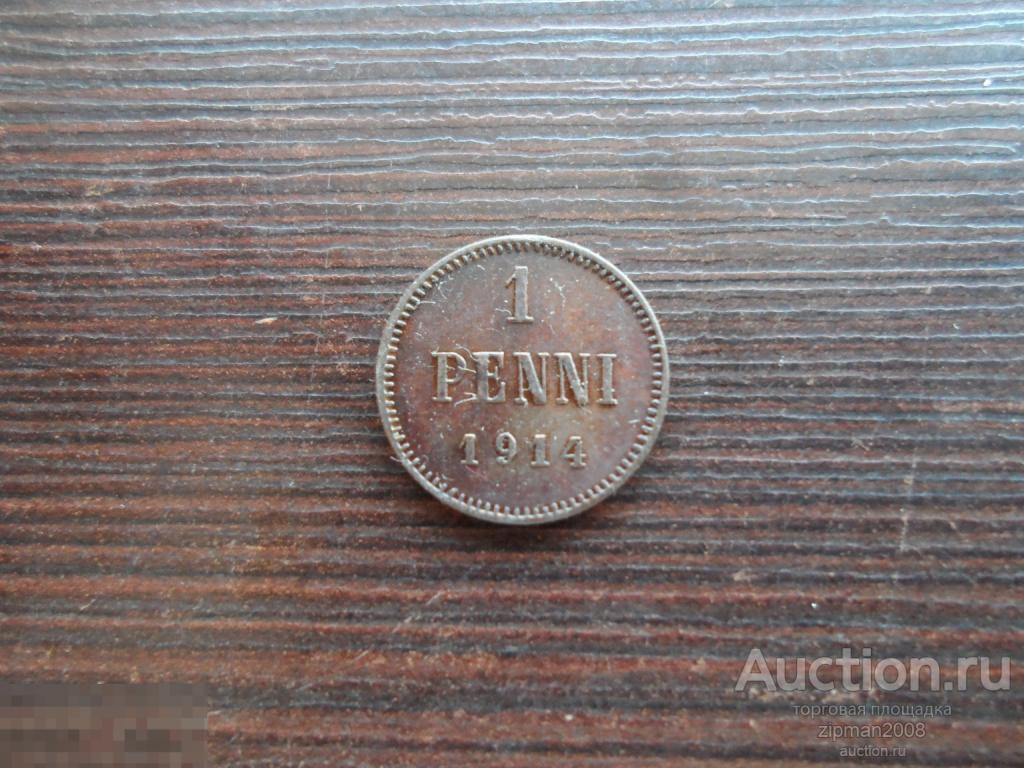 1
PENNI
1914
Auction.ru
торговая площадка
zipman2008
auction.ru